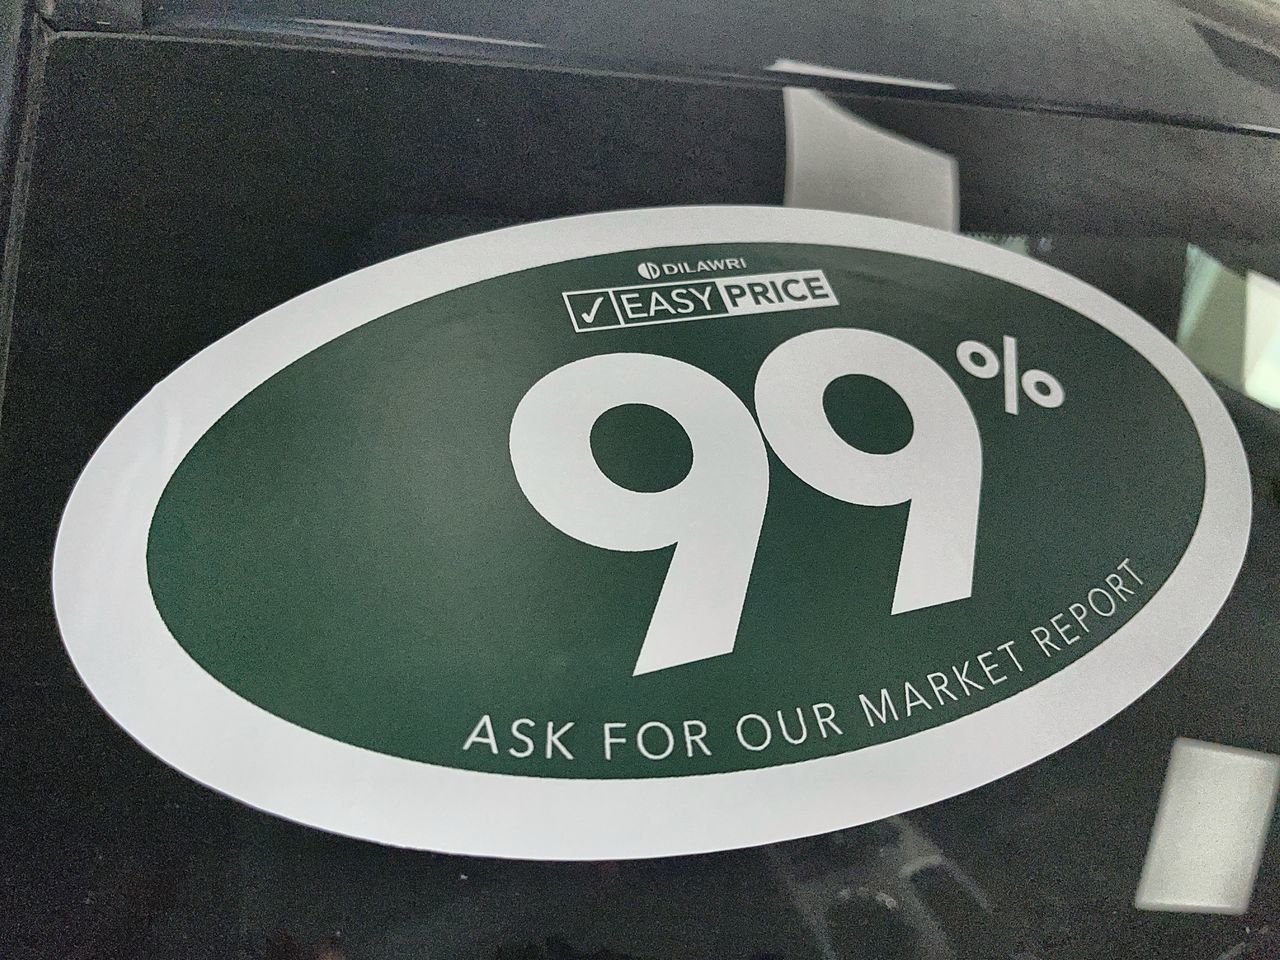 DILAWRI
✓ EASY PRICE
99%
ASK FOR OUR MARKET REPORT